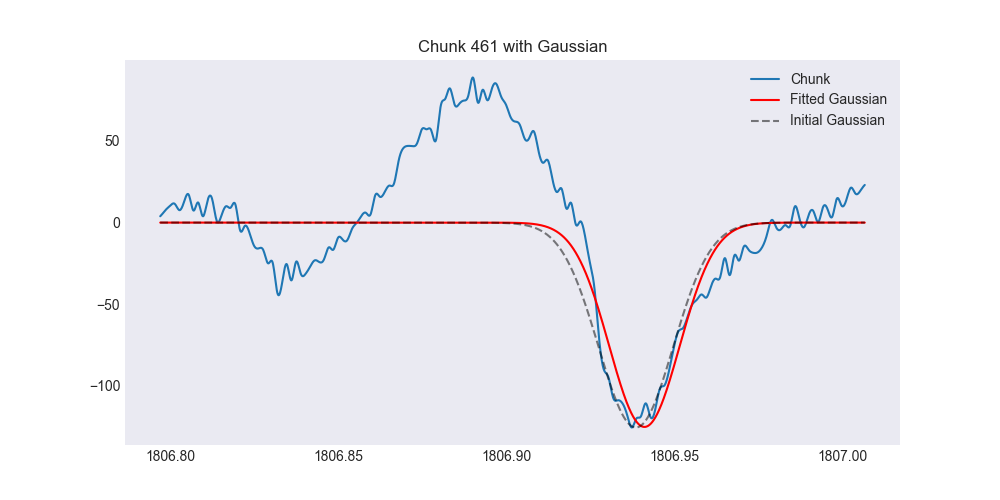 Chunk 461 with Gaussian
Chunk
Fitted Gaussian
Initial Gaussian
50
0
−50
−100
1806.80 1806.85 1806.90 1806.95 1807.00